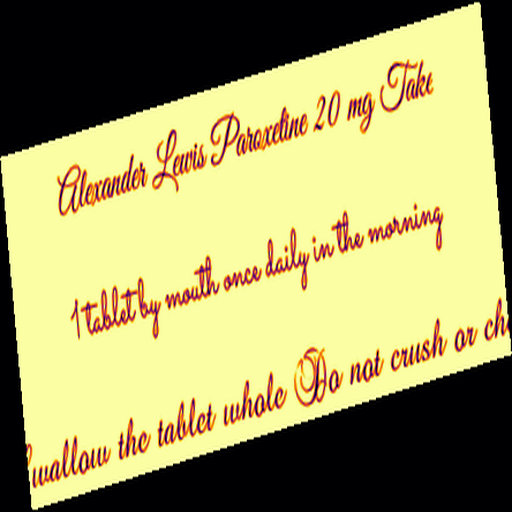 Alexander Lewis Paroxetine 20 mg Take
1 tablet by mouth once daily in the morning
the tablet whole Do not crush or